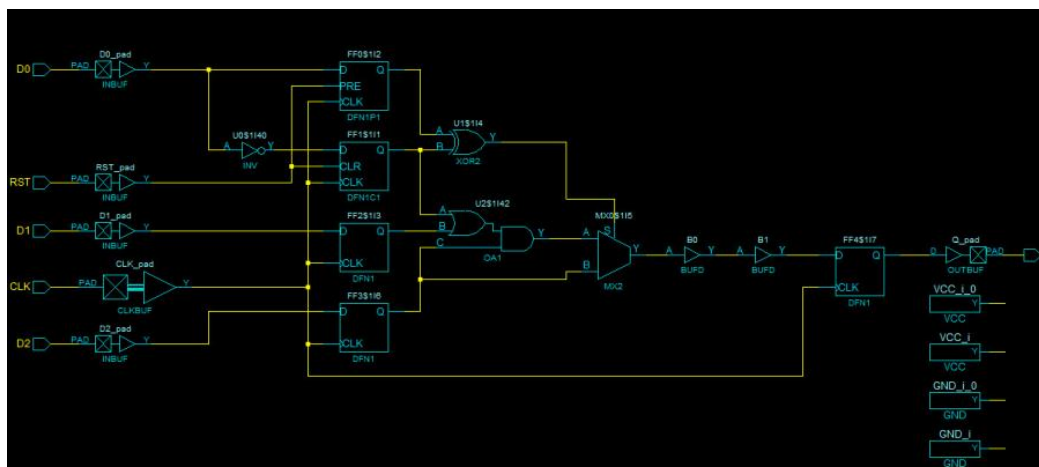 D0
PAD
D0_pad
Y
INBUF
RST
PAD
RST_pad
Y
INBUF
D1
PAD
D1_pad
Y
INBUF
CLK
PAD
CLK_pad
Y
CLKBUF
D2
PAD
D2_pad
Y
INBUF
U0$1I40
A
Y
INV
FF0$1I2
D
Q
PRE
CLK
DFN1P1
FF1$1I1
D
Q
CLR
CLK
DFN1C1
FF2$1I3
D
Q
CLK
DFN1
FF3$1I6
D
Q
CLK
DFN1
U1$1I4
A
Y
B
XOR2
U2$1I42
A
B
C
Y
OA1
MX0$1I5
S
A
Y
B
MX2
B0
A
Y
BUFD
B1
A
Y
BUFD
FF4$1I7
D
Q
CLK
DFN1
Q_pad
D
PAD
OUTBUF
VCC_i_0
Y
VCC
VCC_i
Y
VCC
GND_i_0
Y
GND
GND_i
Y
GND